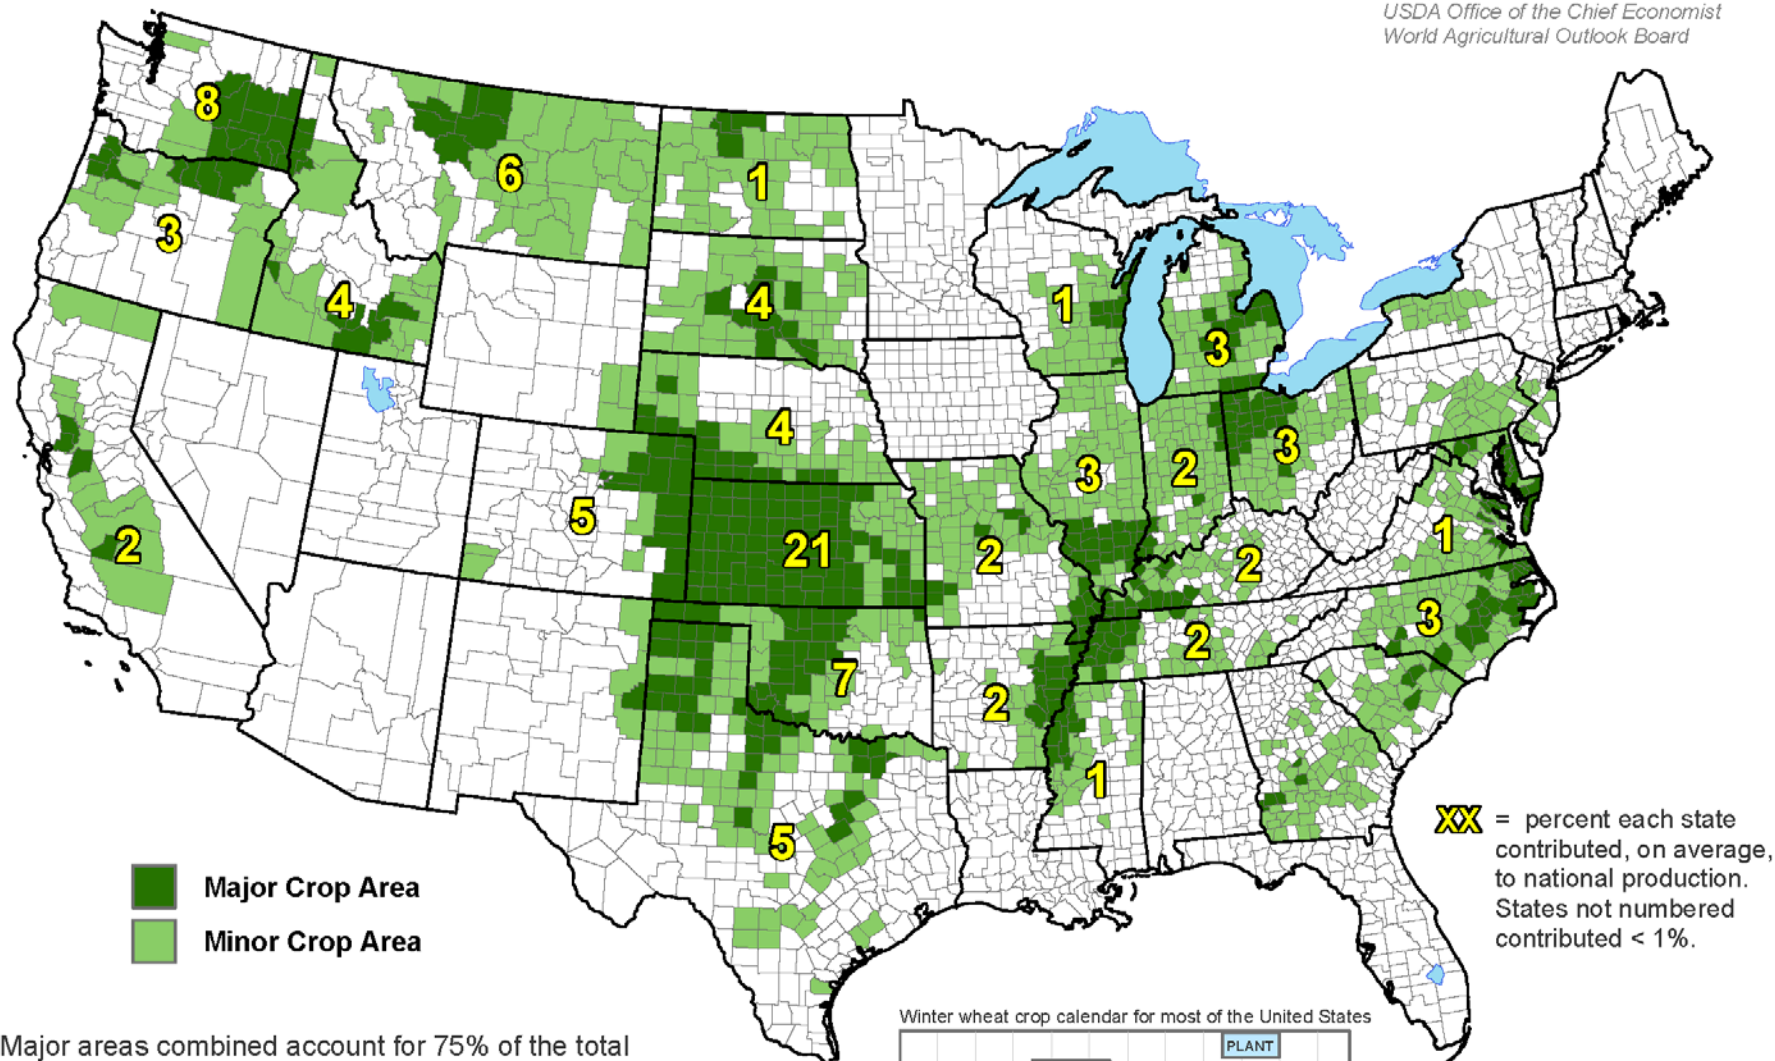 USDA Office of the Chief Economist
World Agricultural Outlook Board
8
6
1
3
4
4
1
3
4
3
2
3
5
21
2
2
2
1
3
7
2
2
1
5
XX = percent each state
contributed, on average,
to national production.
States not numbered
contributed < 1%.
Major Crop Area
Minor Crop Area
Winter wheat crop calendar for most of the United States
PLANT
Major areas combined account for 75% of the total